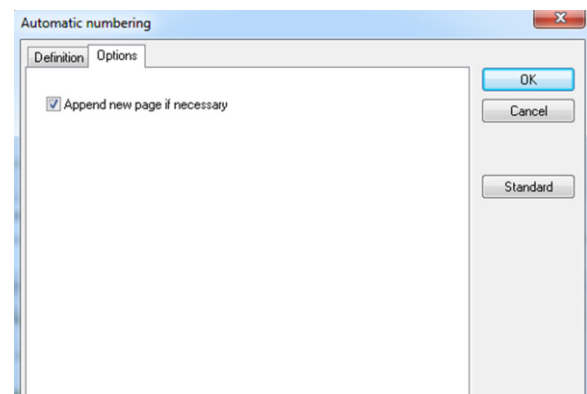 Automatic numbering
Definition Options
OK
Append new page if necessary
Cancel
Standard